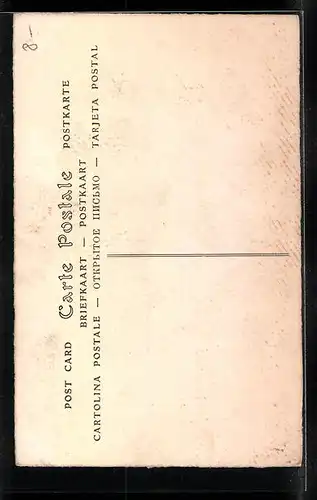 8-
POST CARD Carte Postale POSTKARTE
BRIEFKAART — POSTKAART
CARTOLINA POSTALE — ОТКРЫТОЕ ПИСЬМО — TARJETA POSTAL